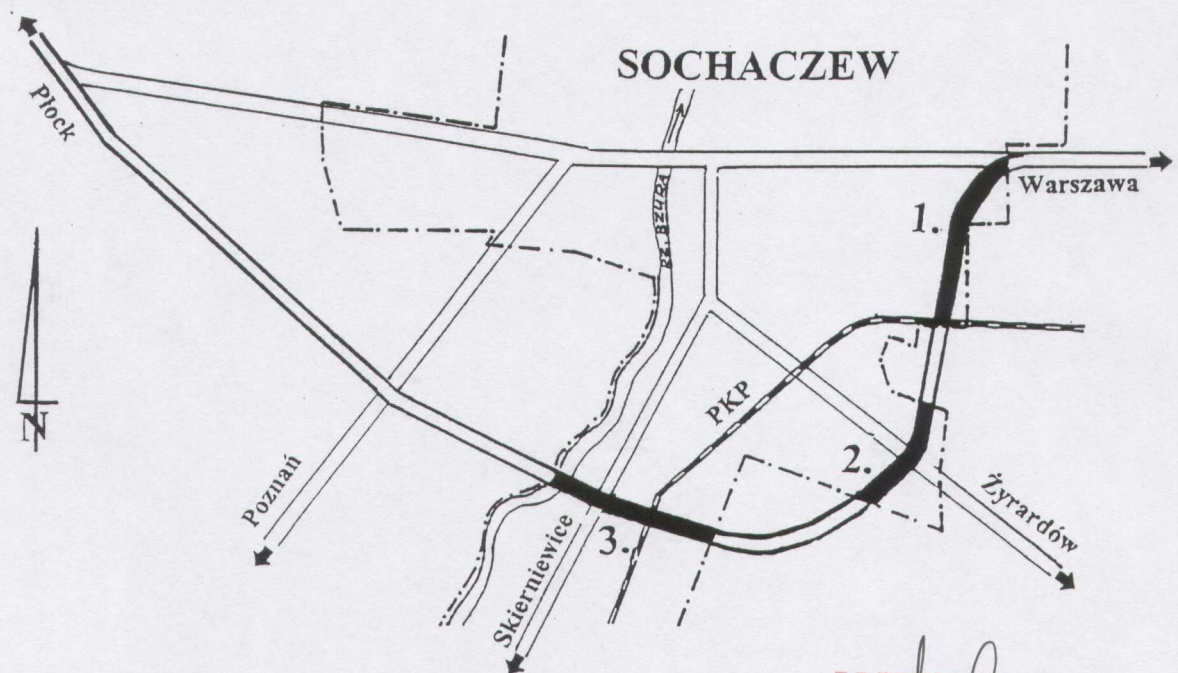 SOCHACZEW
Płock
Warszawa
1.
RZ. BZURA
N
PKP
2.
Poznań
Żyrardów
3.
Skierniewice